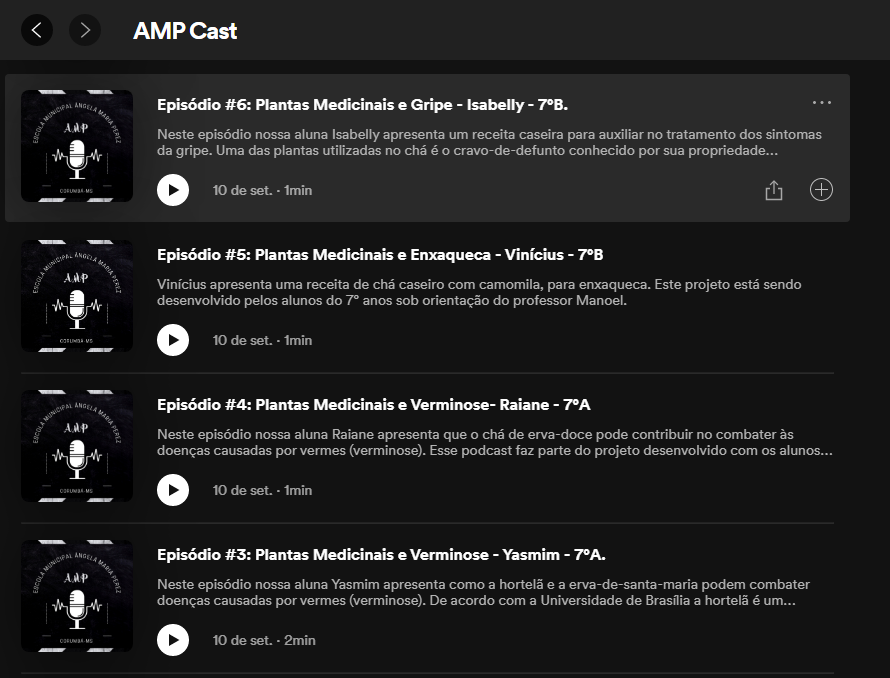 AMP Cast
Episódio #6: Plantas Medicinais e Gripe - Isabelly - 7ºB.
Neste episódio nossa aluna Isabelly apresenta um receita caseira para auxiliar no tratamento dos sintomas
da gripe. Uma das plantas utilizadas no chá é o cravo-de-defunto conhecido por sua propriedade...
10 de set. · 1min
ESCOLA MUNICIPAL ÂNGELA MARIA PEREZ
AMP
CORUMBÁ-MS
Episódio #5: Plantas Medicinais e Enxaqueca - Vinícius - 7ºB
Vinícius apresenta uma receita de chá caseiro com camomila, para enxaqueca. Este projeto está sendo
desenvolvido pelos alunos do 7º anos sob orientação do professor Manoel.
10 de set. · 1min
ESCOLA MUNICIPAL ÂNGELA MARIA PEREZ
AMP
CORUMBÁ-MS
Episódio #4: Plantas Medicinais e Verminose- Raiane - 7ºA
Neste episódio nossa aluna Raiane apresenta que o chá de erva-doce pode contribuir no combater às
doenças causadas por vermes (verminose). Esse podcast faz parte do projeto desenvolvido com os alunos...
10 de set. · 1min
ESCOLA MUNICIPAL ÂNGELA MARIA PEREZ
AMP
CORUMBÁ-MS
Episódio #3: Plantas Medicinais e Verminose - Yasmim - 7ºA.
Neste episódio nossa aluna Yasmim apresenta como a hortelã e a erva-de-santa-maria podem combater
doenças causadas por vermes (verminose). De acordo com a Universidade de Brasília a hortelã é um...
10 de set. · 2min
ESCOLA MUNICIPAL ÂNGELA MARIA PEREZ
AMP
CORUMBÁ-MS